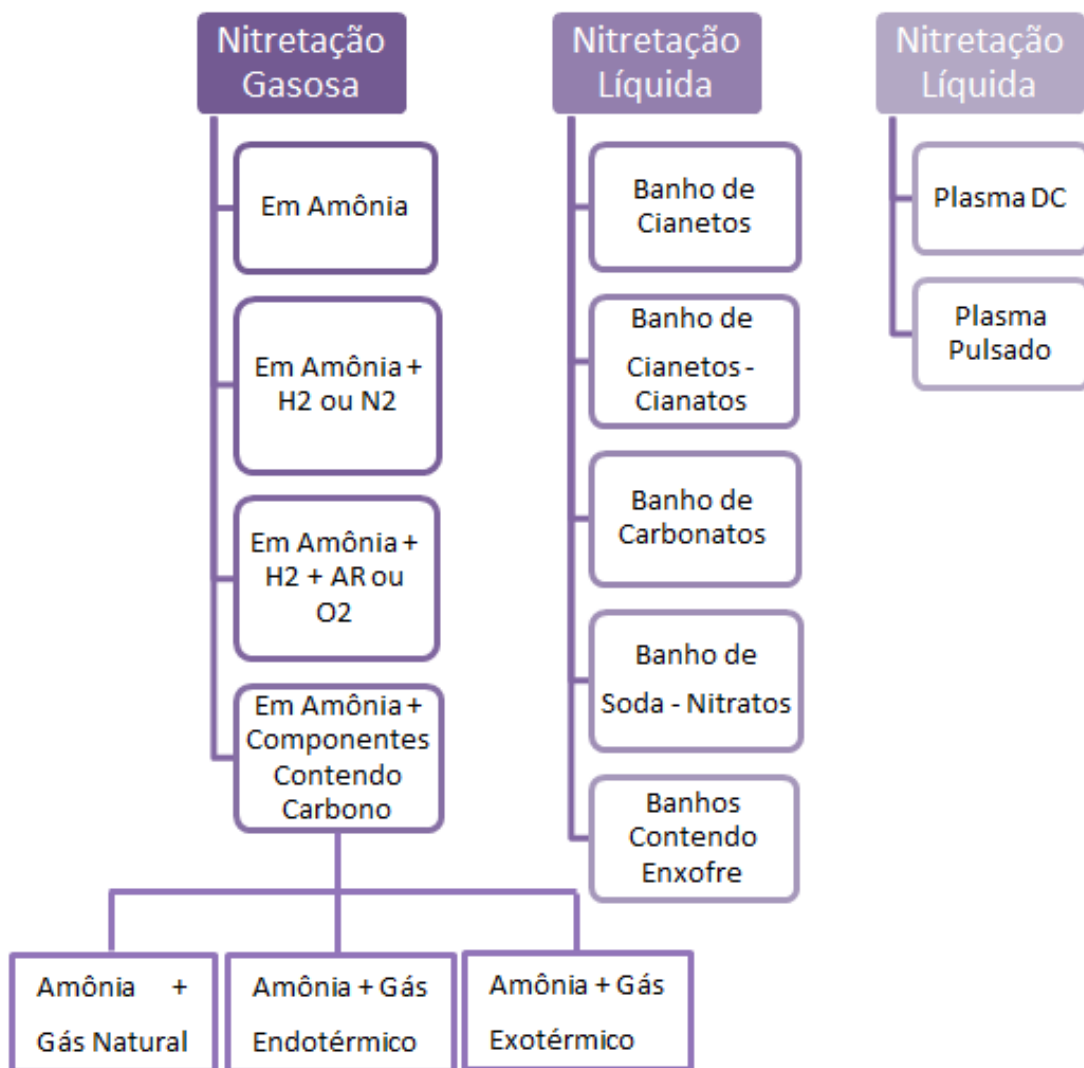 Nitretação
Gasosa
Em Amônia
Em Amônia +
H2 ou N2
Em Amônia +
H2 + AR ou
O2
Em Amônia +
Componentes
Contendo
Carbono
Amônia +
Gás Natural
Amônia + Gás
Endotérmico
Amônia + Gás
Exotérmico
Nitretação
Líquida
Banho de
Cianetos
Banho de
Cianetos -
Cianatos
Banho de
Carbonatos
Banho de
Soda - Nitratos
Banhos
Contendo
Enxofre
Nitretação
Líquida
Plasma DC
Plasma
Pulsado